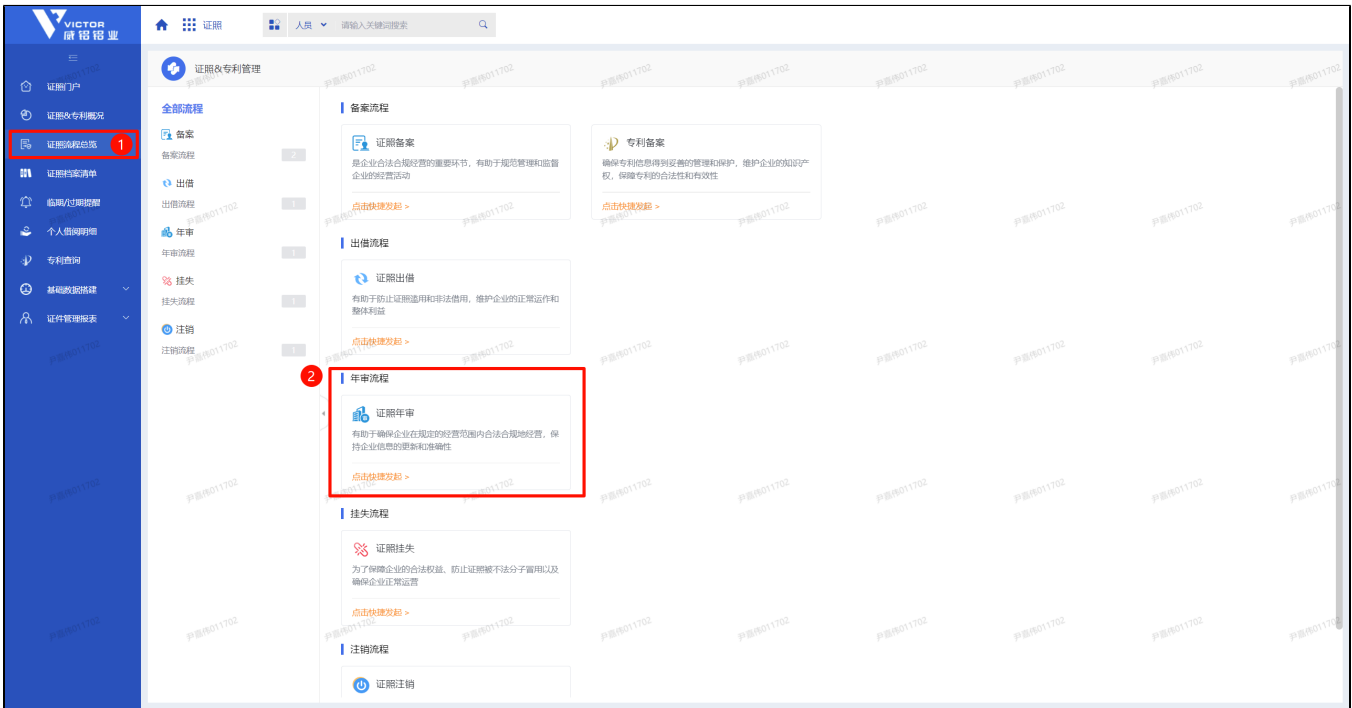 VICTOR
威铝铝业
证照
人员
请输入关键词搜索
证照门户
证照&专利概况
证照流程总览
1
证照档案清单
临期/过期提醒
个人借阅明细
专利查询
基础数据搭建
证件管理报表
证照&专利管理
全部流程
备案
备案流程
2
出借
出借流程
1
年审
年审流程
1
挂失
挂失流程
1
注销
注销流程
1
备案流程
证照备案
是企业合法合规经营的重要环节，有助于规范管理和监督
企业的经营活动
点击快捷发起 >
专利备案
确保专利信息得到妥善的管理和保护，维护企业的知识产
权，保障专利的合法性和有效性
点击快捷发起 >
出借流程
证照出借
有助于防止证照滥用和非法借用，维护企业的正常运作和
整体利益
点击快捷发起 >
2
年审流程
证照年审
有助于确保企业在规定的经营范围内合法合规地经营，保
持企业信息的更新和准确性
点击快捷发起 >
挂失流程
证照挂失
为了保障企业的合法权益，防止证照被不法分子冒用以及
确保企业正常运营
点击快捷发起 >
注销流程
证照注销